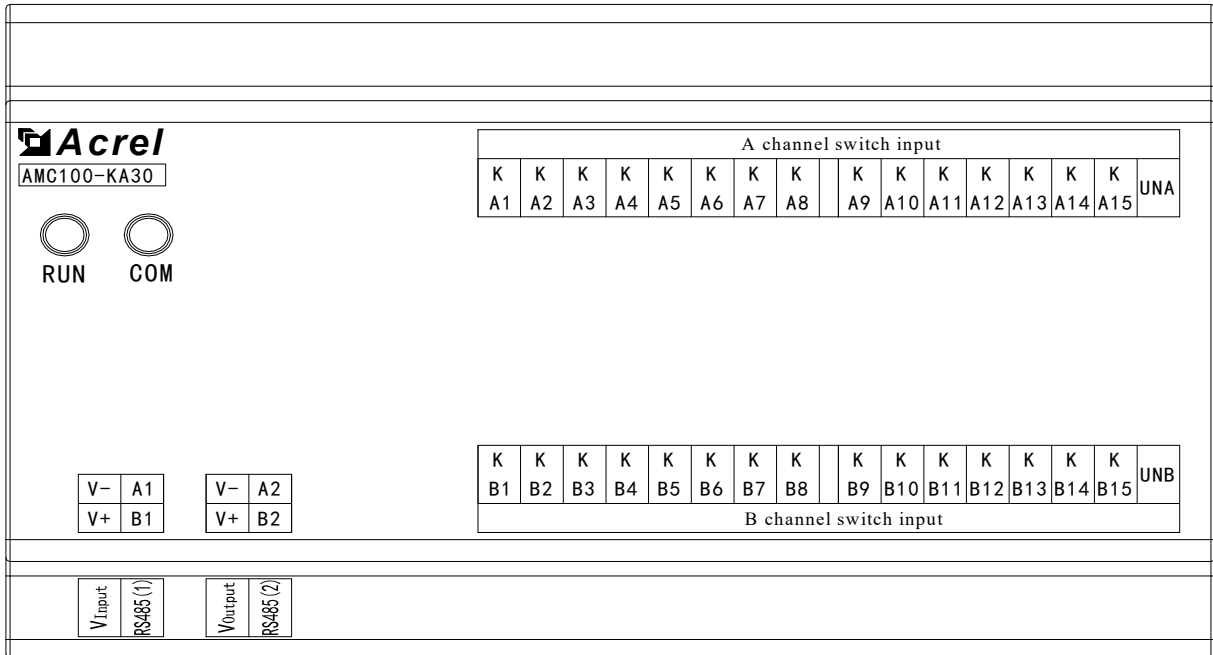 Acrel
AMC100-KA30
RUN COM
A channel switch input
K K K K K K K K K K K K K K K UNA
A1 A2 A3 A4 A5 A6 A7 A8 A9 A10 A11 A12 A13 A14 A15
K K K K K K K K K K K K K K K UNB
B1 B2 B3 B4 B5 B6 B7 B8 B9 B10 B11 B12 B13 B14 B15
B channel switch input
V- A1 V- A2
V+ B1 V+ B2
VInput RS485(1) VOutput RS485(2)